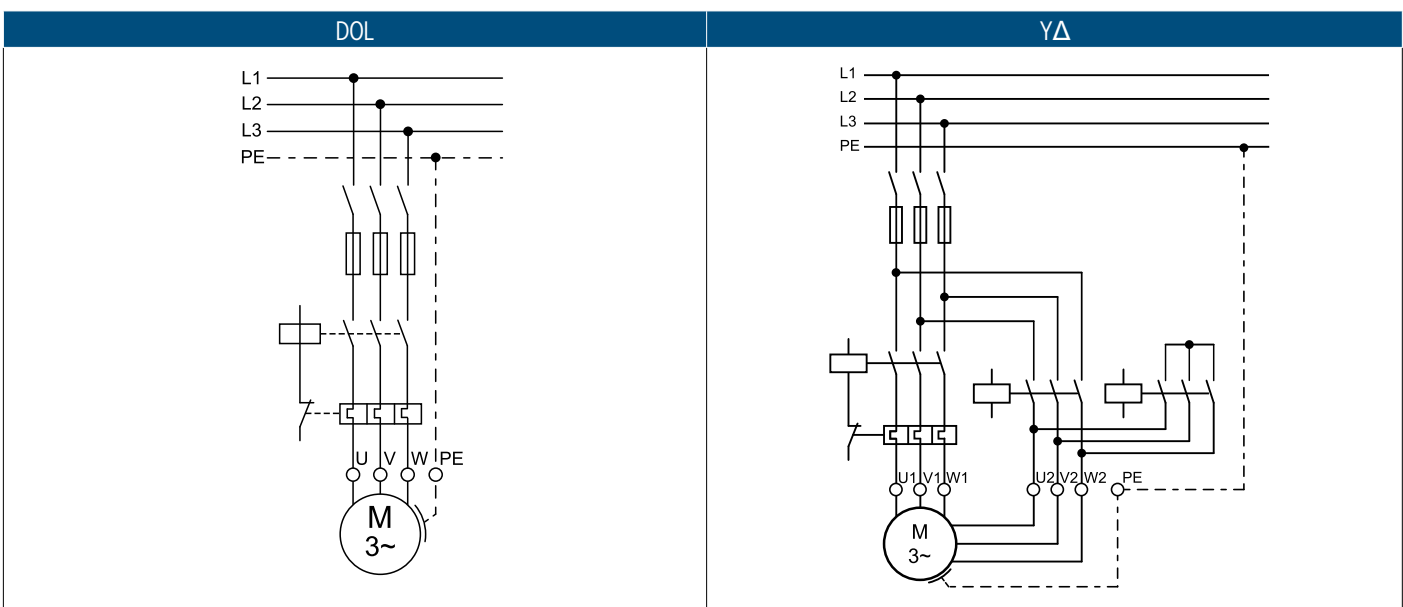 DOL
L1
L2
L3
PE
U V W PE
M
3~
YΔ
L1
L2
L3
PE
U1 V1 W1 U2 V2 W2 PE
M
3~